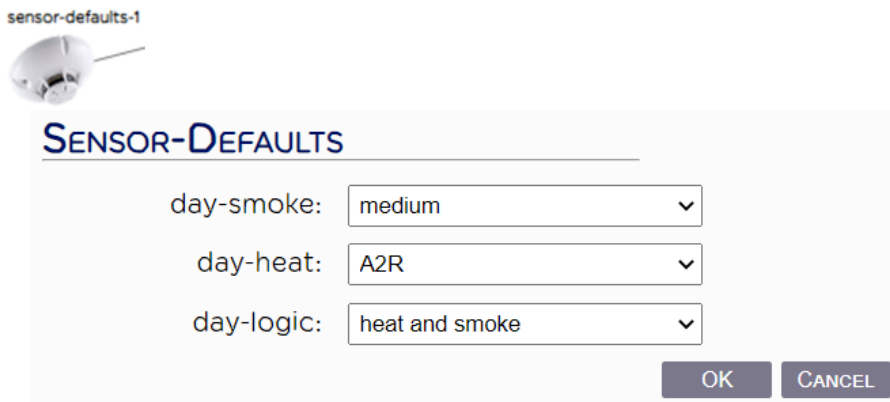 sensor-defaults-1
SENSOR-DEFAULTS
day-smoke: medium
day-heat: A2R
day-logic: heat and smoke
OK CANCEL